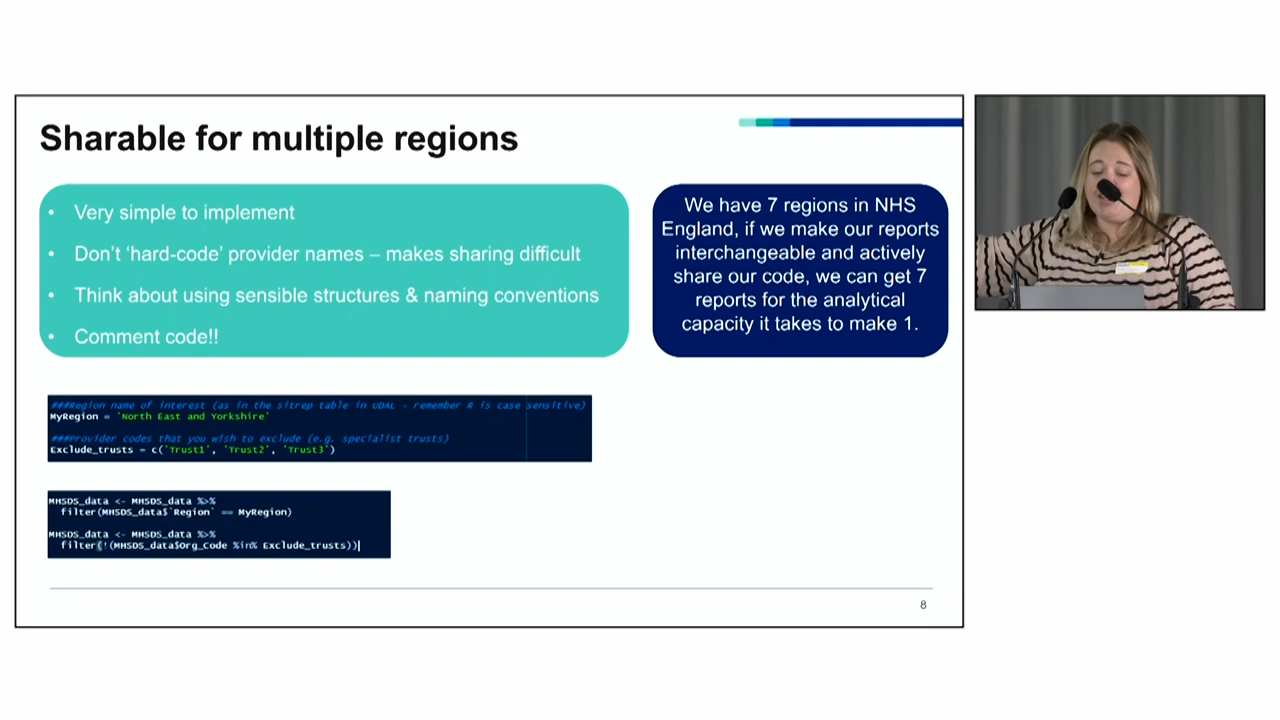 Sharable for multiple regions
• Very simple to implement
• Don't 'hard-code' provider names – makes sharing difficult
• Think about using sensible structures & naming conventions
• Comment code!!
We have 7 regions in NHS
England, if we make our reports
interchangeable and actively
share our code, we can get 7
reports for the analytical
capacity it takes to make 1.
###Region name of interest (as in the sitrep table in UDAL - remember R is case sensitive)
MyRegion = 'North East and Yorkshire'
###Provider codes that you wish to exclude (e.g. specialist trusts)
Exclude_trusts = c('Trust1', 'Trust2', 'Trust3')
MHSDS_data <- MHSDS_data %>%
filter(MHSDS_data$`Region` == MyRegion)
MHSDS_data <- MHSDS_data %>%
filter(!(MHSDS_data$Org_Code %in% Exclude_trusts))
8